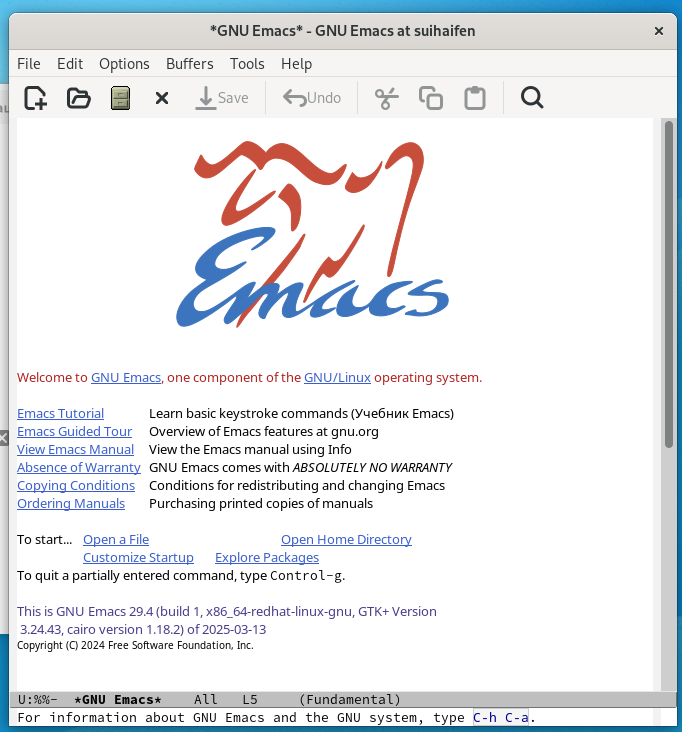 *GNU Emacs* - GNU Emacs at suihaifen
File Edit Options Buffers Tools Help
Save Undo
Emacs
Welcome to GNU Emacs, one component of the GNU/Linux operating system.
Emacs Tutorial Learn basic keystroke commands (Учебник Emacs)
Emacs Guided Tour Overview of Emacs features at gnu.org
View Emacs Manual View the Emacs manual using Info
Absence of Warranty GNU Emacs comes with ABSOLUTELY NO WARRANTY
Copying Conditions Conditions for redistributing and changing Emacs
Ordering Manuals Purchasing printed copies of manuals
To start... Open a File Open Home Directory
Customize Startup Explore Packages
To quit a partially entered command, type Control-g.
This is GNU Emacs 29.4 (build 1, x86_64-redhat-linux-gnu, GTK+ Version
3.24.43, cairo version 1.18.2) of 2025-03-13
Copyright (C) 2024 Free Software Foundation, Inc.
U:%%- *GNU Emacs* All L5 (Fundamental)
For information about GNU Emacs and the GNU system, type C-h C-a.